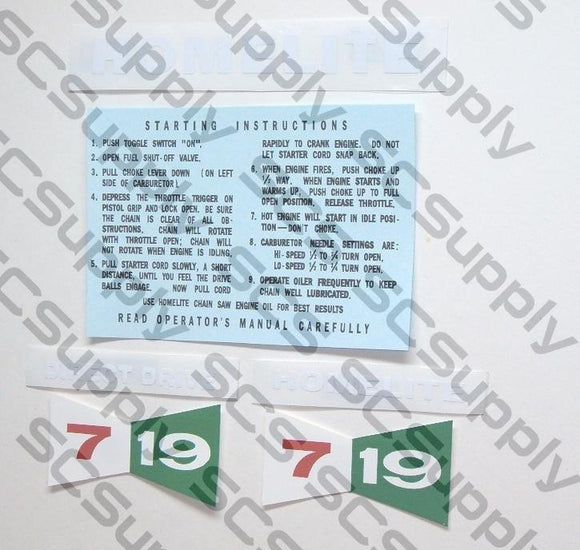 HOMELITE
STARTING INSTRUCTIONS
1. PUSH TOGGLE SWITCH "ON".
2. OPEN FUEL SHUT-OFF VALVE.
3. PULL CHOKE LEVER DOWN (ON LEFT
SIDE OF CARBURETOR).
4. DEPRESS THE THROTTLE TRIGGER ON
PISTOL GRIP AND LOCK OPEN. BE SURE
THE CHAIN IS CLEAR OF ALL OB-
STRUCTIONS. CHAIN WILL ROTATE
WITH THROTTLE OPEN; CHAIN WILL
NOT ROTATE WHEN ENGINE IS IDLING.
5. PULL STARTER CORD SLOWLY, A SHORT
DISTANCE, UNTIL YOU FEEL THE DRIVE
BALLS ENGAGE. NOW PULL CORD
RAPIDLY TO CRANK ENGINE. DO NOT
LET STARTER CORD SNAP BACK.
6. WHEN ENGINE FIRES, PUSH CHOKE UP
½ WAY. WHEN ENGINE STARTS AND
WARMS UP, PUSH CHOKE UP TO FULL
OPEN POSITION, RELEASE THROTTLE.
7. HOT ENGINE WILL START IN IDLE POSI-
TION — DON'T CHOKE.
8. CARBURETOR NEEDLE SETTINGS ARE:
HI-SPEED ½ TO ¾ TURN OPEN.
LO-SPEED ½ TO ¾ TURN OPEN.
9. OPERATE OILER FREQUENTLY TO KEEP
CHAIN WELL LUBRICATED.
USE HOMELITE CHAIN SAW ENGINE OIL FOR BEST RESULTS
READ OPERATOR'S MANUAL CAREFULLY
DIRECT DRIVE
HOMELITE
7 19
7 19
SCSupply